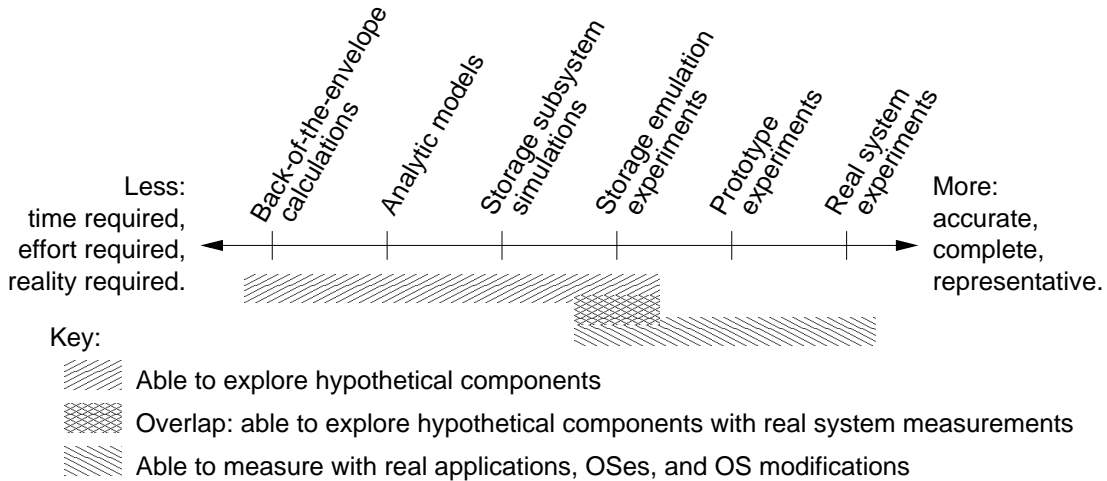 Back-of-the-envelope
calculations
Analytic models
Storage subsystem
simulations
Storage emulation
experiments
Prototype
experiments
Real system
experiments
Less:
time required,
effort required,
reality required.
More:
accurate,
complete,
representative.
Key:
Able to explore hypothetical components
Overlap: able to explore hypothetical components with real system measurements
Able to measure with real applications, OSes, and OS modifications